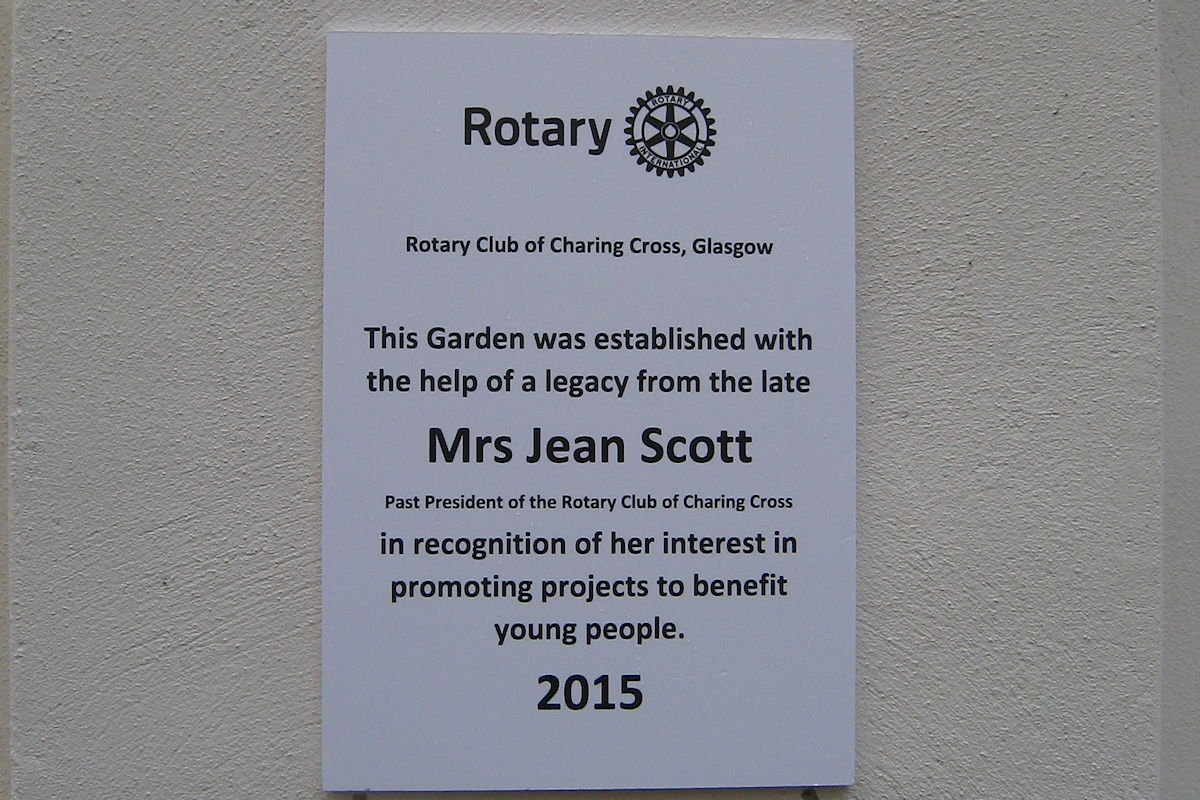 Rotary
ROTARY
INTERNATIONAL
Rotary Club of Charing Cross, Glasgow
This Garden was established with
the help of a legacy from the late
Mrs Jean Scott
Past President of the Rotary Club of Charing Cross
in recognition of her interest in
promoting projects to benefit
young people.
2015